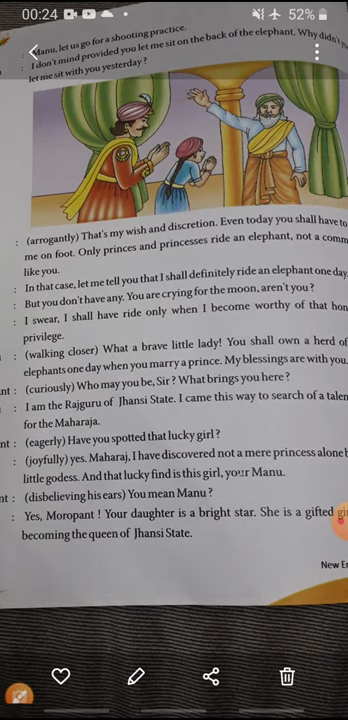 00:24 52%
: Manu, let us go for a shooting practice.
: I don't mind provided you let me sit on the back of the elephant. Why didn't
let me sit with you yesterday ?
: (arrogantly) That's my wish and discretion. Even today you shall have to
me on foot. Only princes and princesses ride an elephant, not a comm
like you.
: In that case, let me tell you that I shall definitely ride an elephant one day.
: But you don't have any. You are crying for the moon, aren't you ?
: I swear, I shall have ride only when I become worthy of that hon
privilege.
: (walking closer) What a brave little lady! You shall own a herd of
elephants one day when you marry a prince. My blessings are with you.
nt : (curiously) Who may you be, Sir ? What brings you here ?
: I am the Rajguru of Jhansi State. I came this way to search of a talen
for the Maharaja.
nt : (eagerly) Have you spotted that lucky girl ?
: (joyfully) yes. Maharaj, I have discovered not a mere princess alone b
little godess. And that lucky find is this girl, your Manu.
nt : (disbelieving his ears) You mean Manu ?
: Yes, Moropant ! Your daughter is a bright star. She is a gifted gi
becoming the queen of Jhansi State.
New E